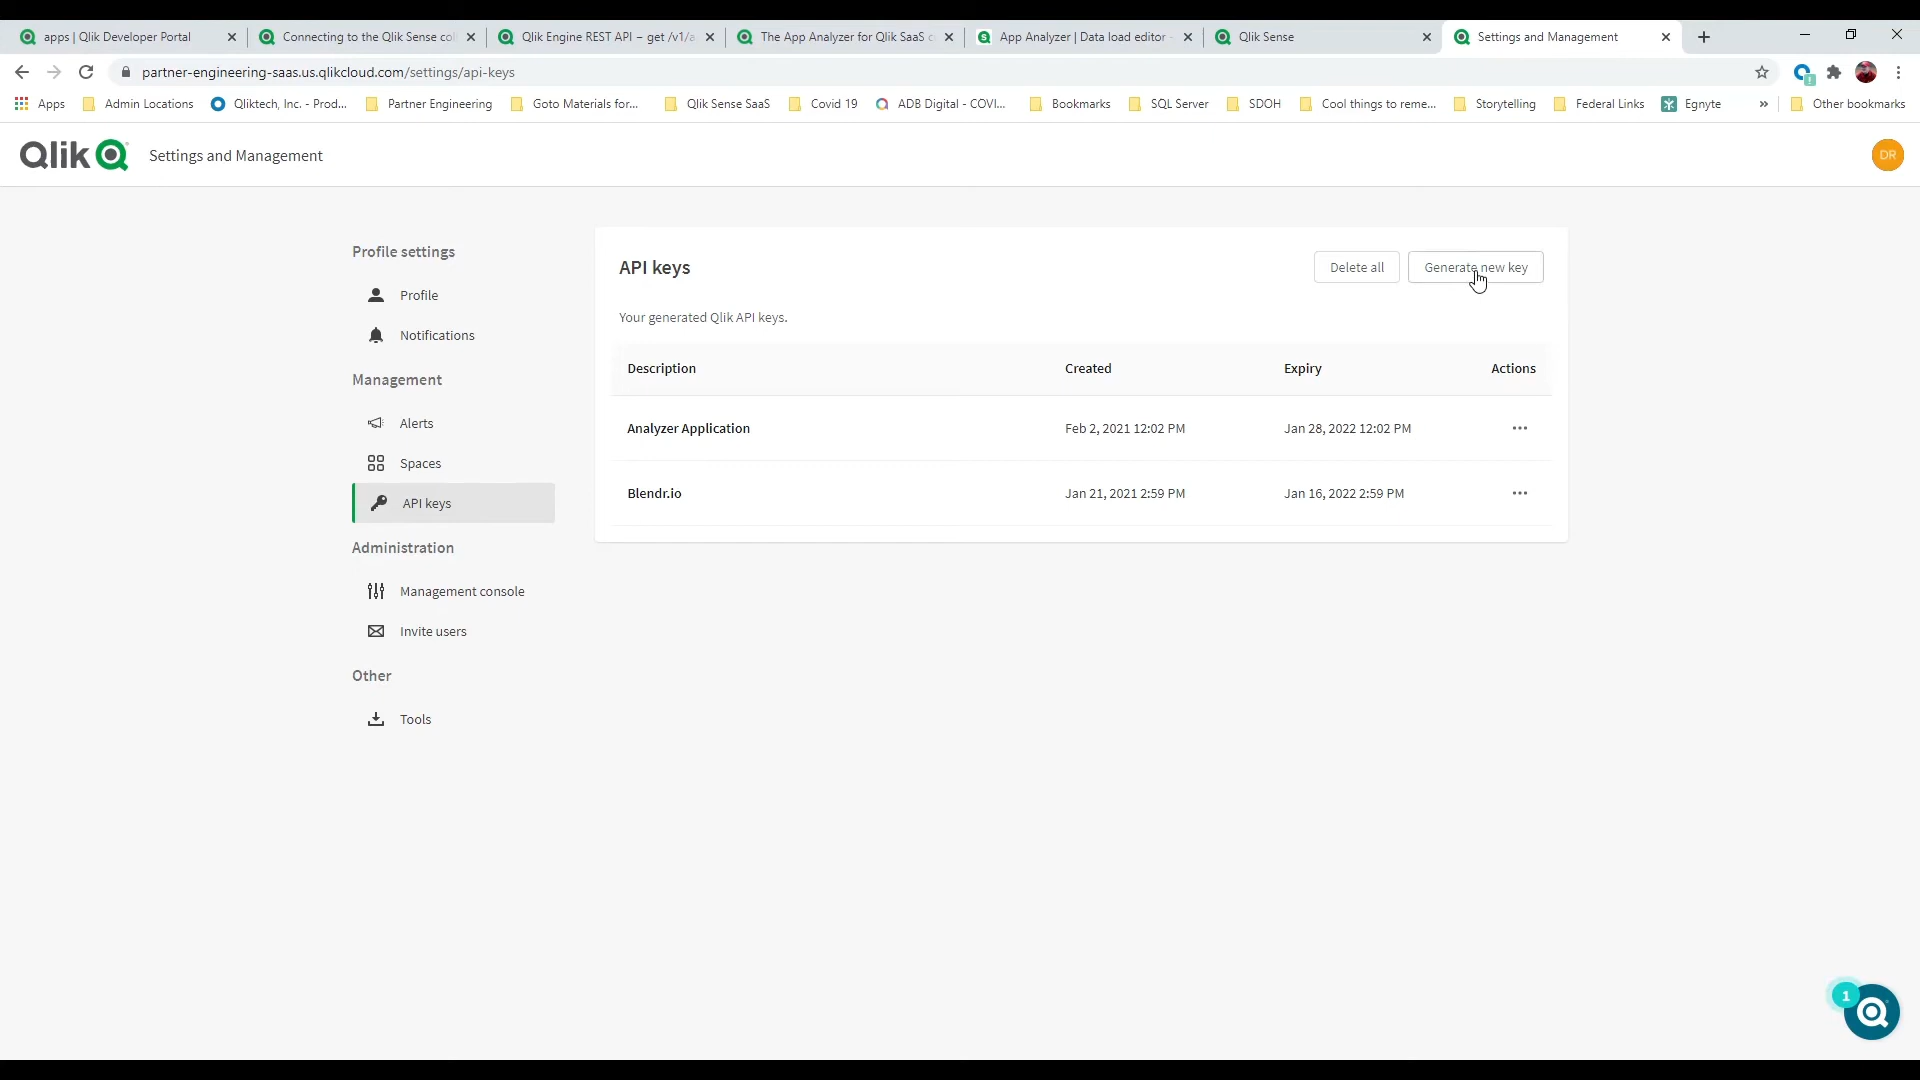 apps | Qlik Developer Portal
Connecting to the Qlik Sense col
Qlik Engine REST API – get /v1/a
The App Analyzer for Qlik SaaS c
App Analyzer | Data load editor -
Qlik Sense
Settings and Management
partner-engineering-saas.us.qlikcloud.com/settings/api-keys
Apps
Admin Locations
Qliktech, Inc. - Prod...
Partner Engineering
Goto Materials for...
Qlik Sense SaaS
Covid 19
ADB Digital - COVI...
Bookmarks
SQL Server
SDOH
Cool things to reme...
Storytelling
Federal Links
Egnyte
»
Other bookmarks
Qlik
Settings and Management
DR
Profile settings
Profile
Notifications
Management
Alerts
Spaces
API keys
Administration
Management console
Invite users
Other
Tools
API keys
Delete all
Generate new key
Your generated Qlik API keys.
Description Created Expiry Actions
Analyzer Application Feb 2, 2021 12:02 PM Jan 28, 2022 12:02 PM
Blendr.io Jan 21, 2021 2:59 PM Jan 16, 2022 2:59 PM
1